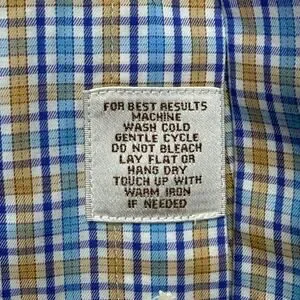 FOR BEST RESULTS
MACHINE
WASH COLD
GENTLE CYCLE
DO NOT BLEACH
LAY FLAT OR
HANG DRY
TOUCH UP WITH
WARM IRON
IF NEEDED